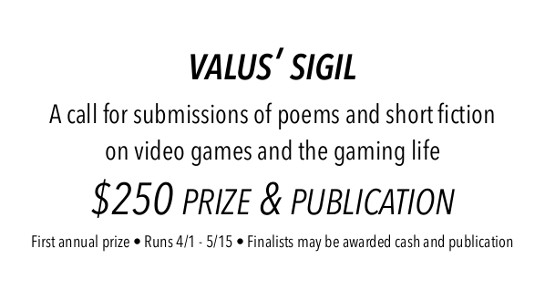 VALUS' SIGIL
A call for submissions of poems and short fiction
on video games and the gaming life
$250 PRIZE & PUBLICATION
First annual prize • Runs 4/1 - 5/15 • Finalists may be awarded cash and publication